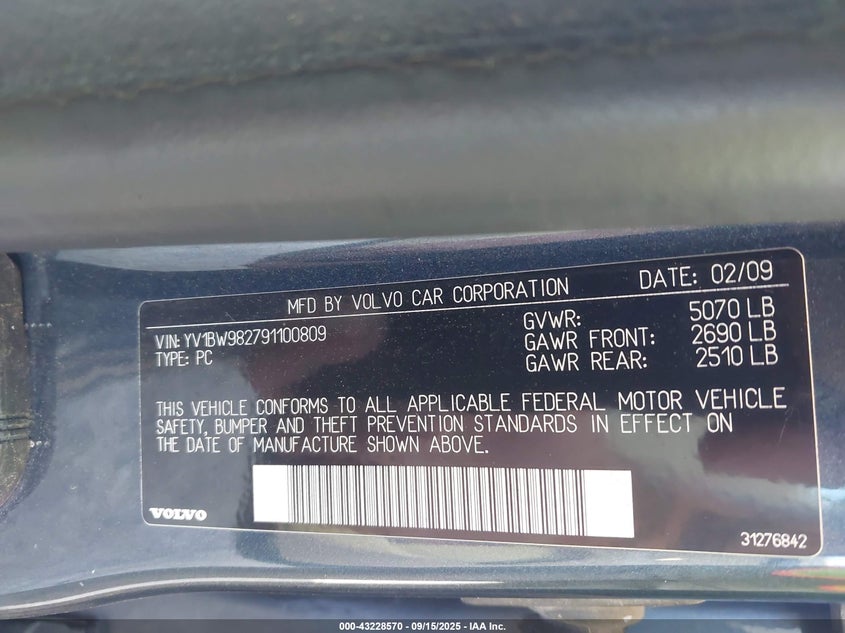 MFD BY VOLVO CAR CORPORATION DATE: 02/09
VIN: YV1BW982791100809
TYPE: PC
GVWR: 5070 LB
GAWR FRONT: 2690 LB
GAWR REAR: 2510 LB
THIS VEHICLE CONFORMS TO ALL APPLICABLE FEDERAL MOTOR VEHICLE
SAFETY, BUMPER AND THEFT PREVENTION STANDARDS IN EFFECT ON
THE DATE OF MANUFACTURE SHOWN ABOVE.
VOLVO
31276842
000-43228570 - 09/15/2025 - IAA Inc.